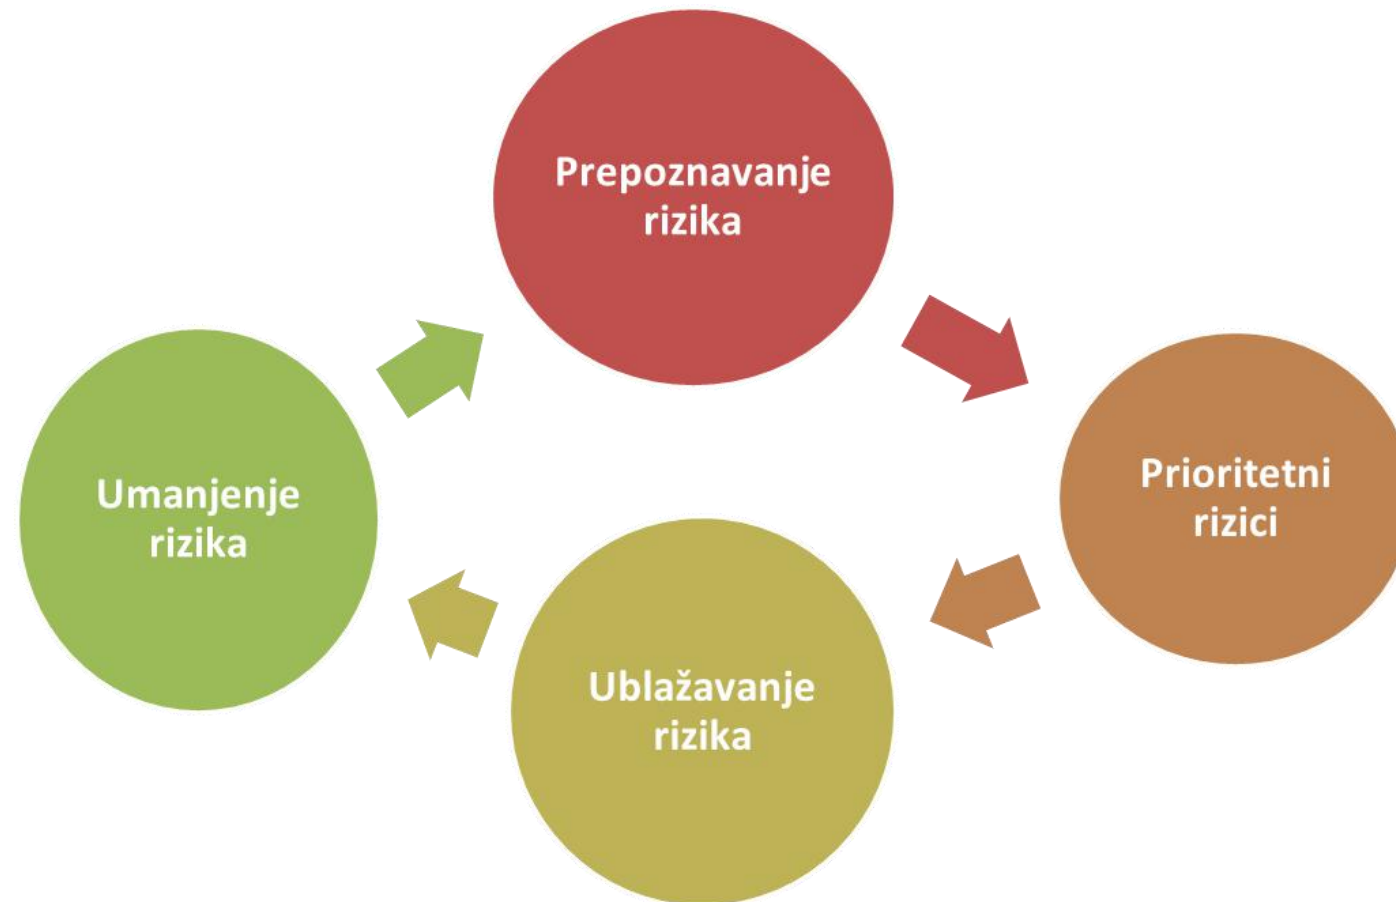 Prepoznavanje
rizika
Prioritetni
rizici
Ublažavanje
rizika
Umanjenje
rizika